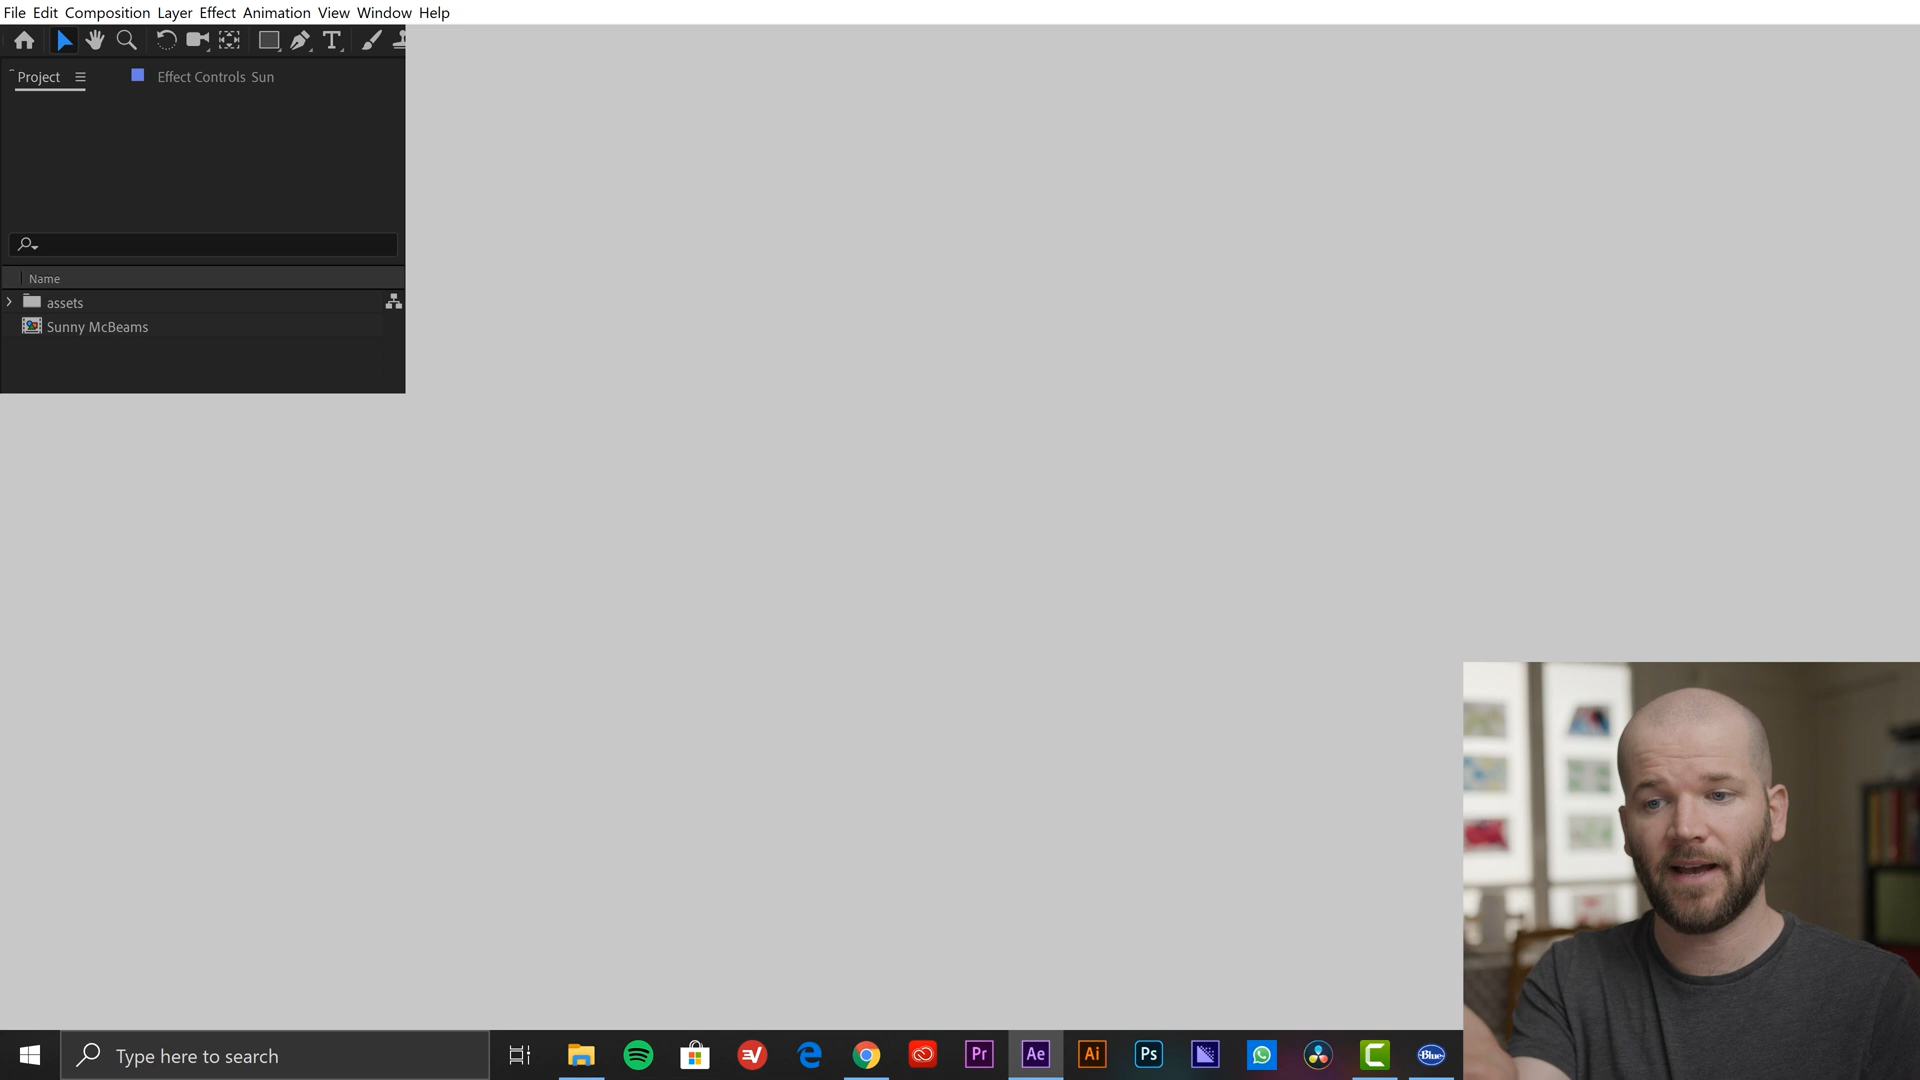 File Edit Composition Layer Effect Animation View Window Help
T
Project Effect Controls Sun
Name
assets
Sunny McBeams
Type here to search
Pr Ae Ai Ps Blue